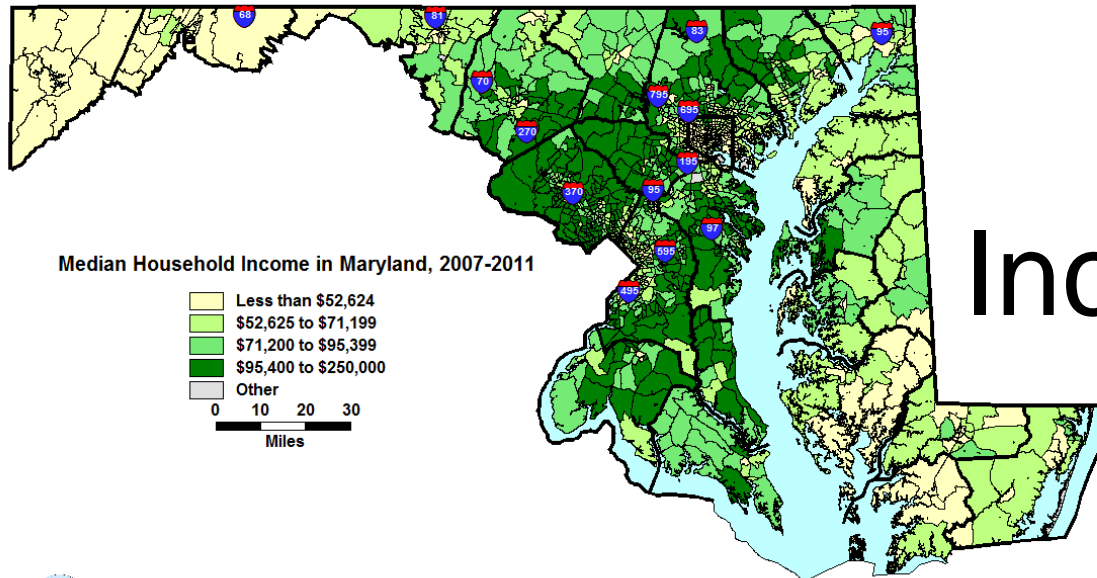 68
81
83
95
70
795
695
270
195
370
95
97
595
495
Inc
Median Household Income in Maryland, 2007-2011
Less than $52,624
$52,625 to $71,199
$71,200 to $95,399
$95,400 to $250,000
Other
0 10 20 30
Miles